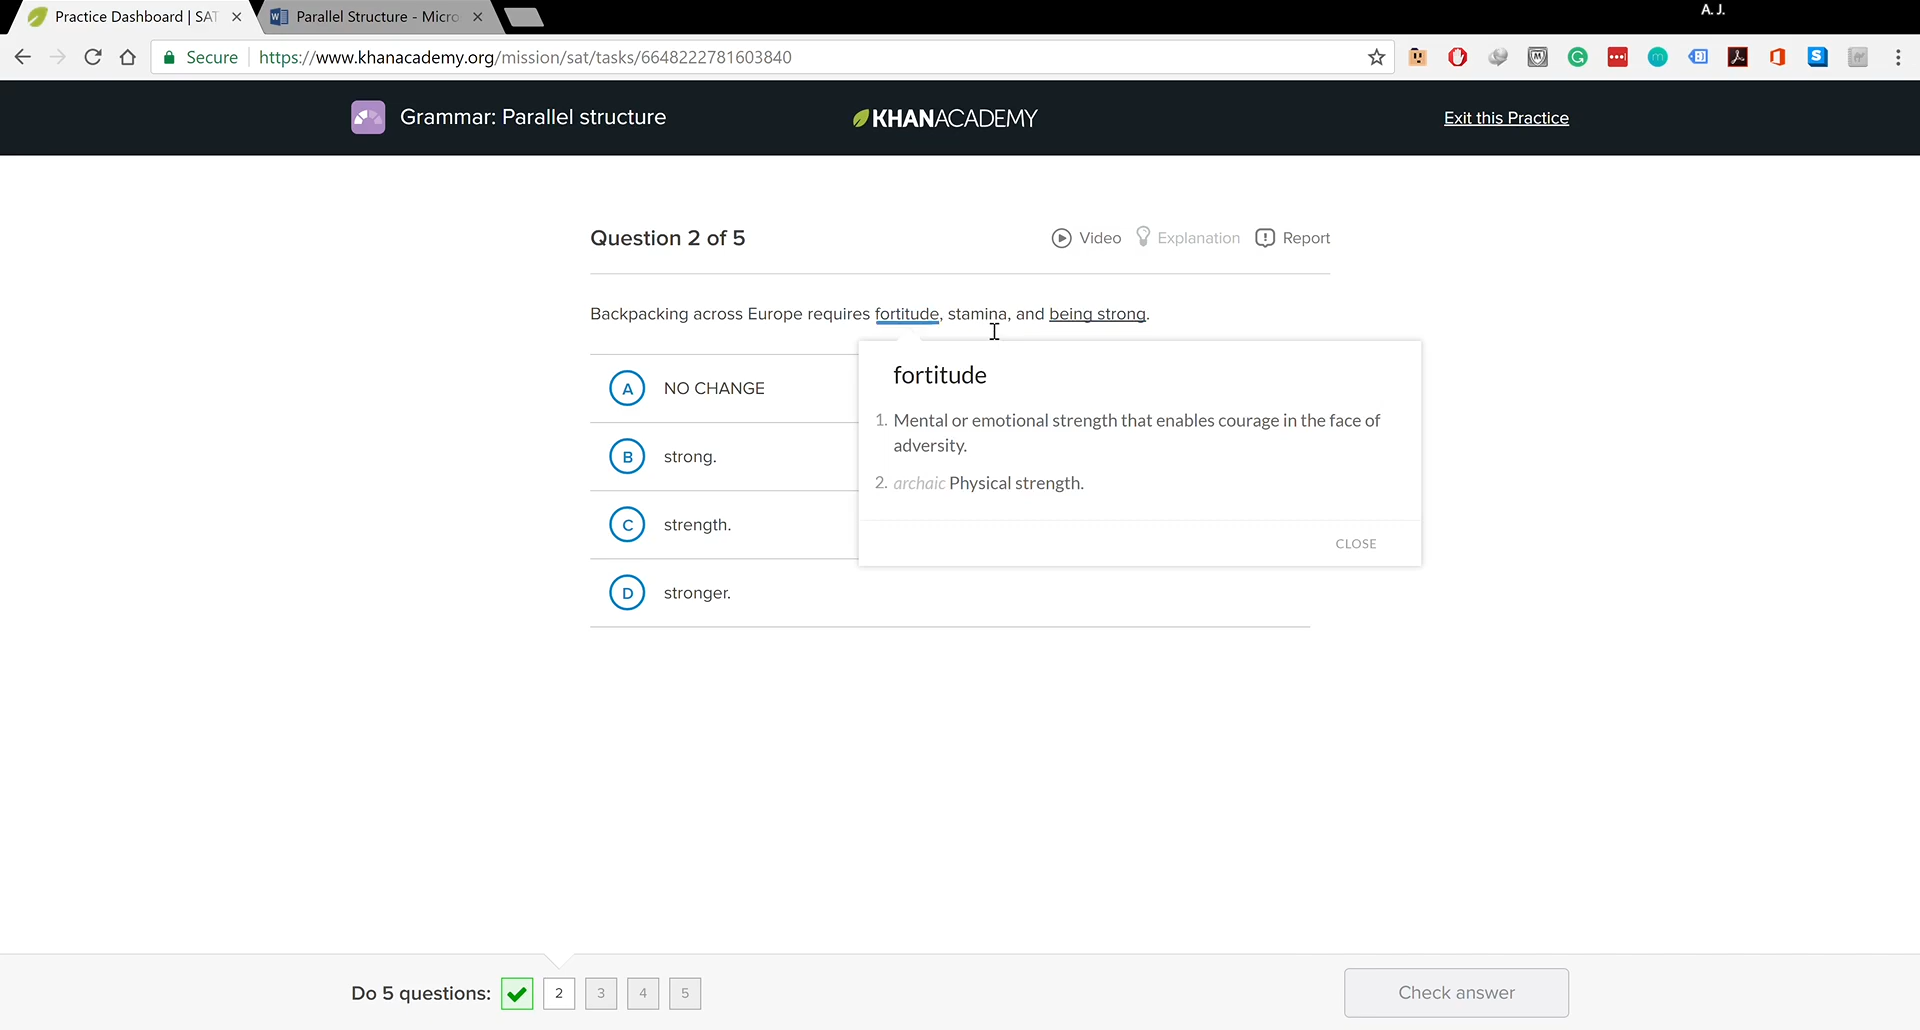 Practice Dashboard | SAT
Parallel Structure - Micro
A. J.
Secure
https://www.khanacademy.org/mission/sat/tasks/6648222781603840
Grammar: Parallel structure
KHANACADEMY
Exit this Practice
Question 2 of 5
Video
Explanation
Report
Backpacking across Europe requires fortitude, stamina, and being strong.
A NO CHANGE
B strong.
C strength.
D stronger.
fortitude
1. Mental or emotional strength that enables courage in the face of
adversity.
2. archaic Physical strength.
CLOSE
Do 5 questions:
2
3
4
5
Check answer